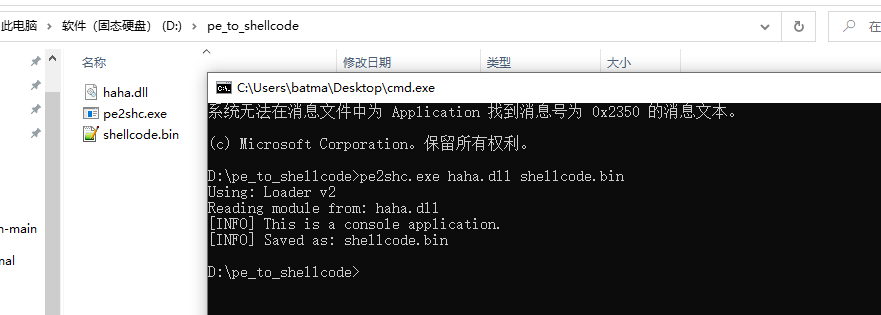 此电脑 › 软件（固态硬盘） (D:) › pe_to_shellcode
在
名称
修改日期
类型
大小
haha.dll
pe2shc.exe
shellcode.bin
n-main
nal
C:\Users\batma\Desktop\cmd.exe
系统无法在消息文件中为 Application 找到消息号为 0x2350 的消息文本。
(c) Microsoft Corporation。保留所有权利。
D:\pe_to_shellcode>pe2shc.exe haha.dll shellcode.bin
Using: Loader v2
Reading module from: haha.dll
[INFO] This is a console application.
[INFO] Saved as: shellcode.bin
D:\pe_to_shellcode>